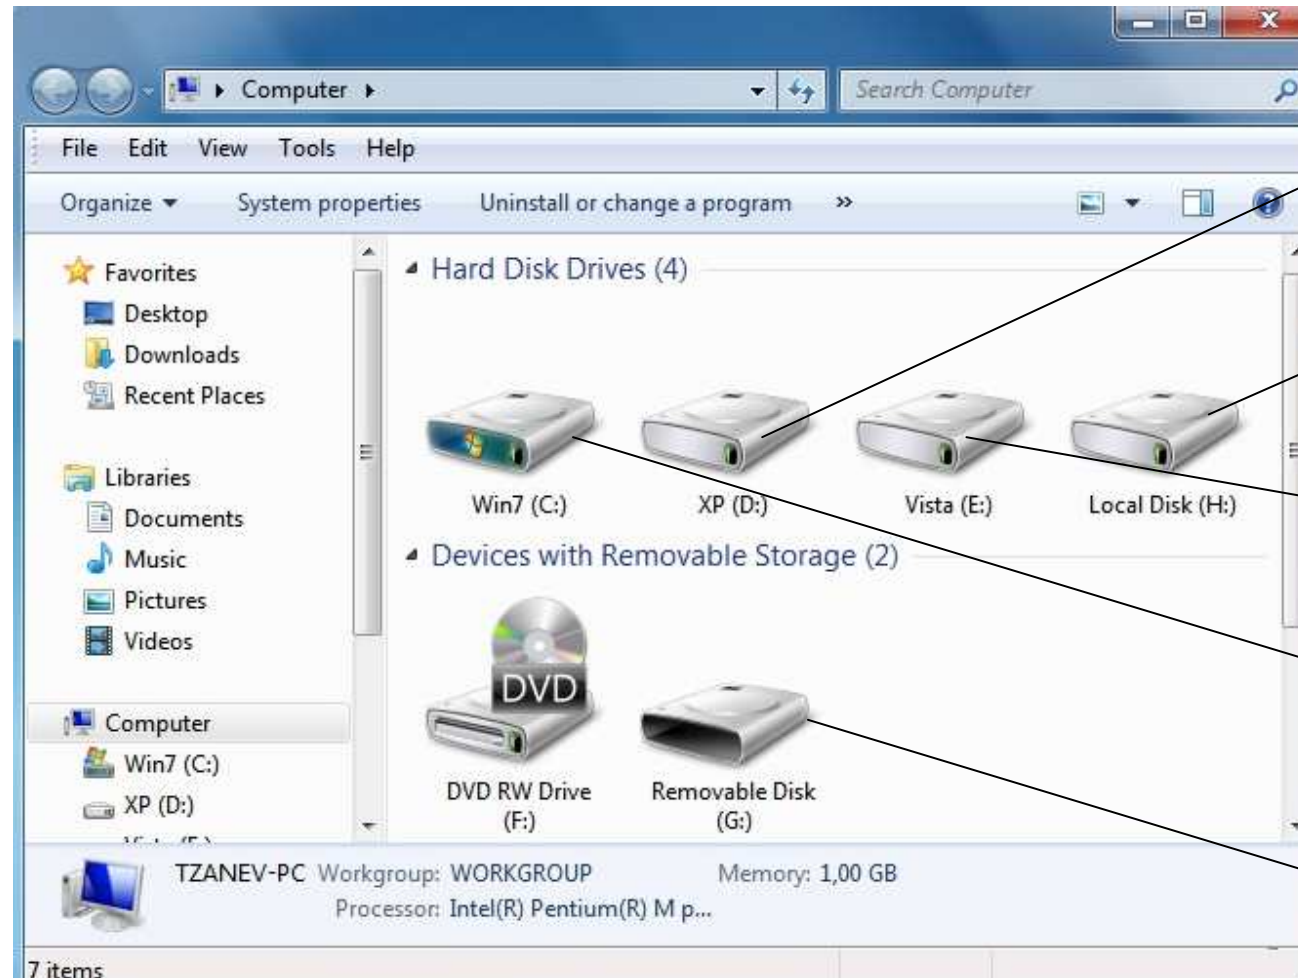 Computer
Search Computer
File Edit View Tools Help
Organize System properties Uninstall or change a program »
Favorites
Desktop
Downloads
Recent Places
Libraries
Documents
Music
Pictures
Videos
Computer
Win7 (C:)
XP (D:)
Hard Disk Drives (4)
Win7 (C:) XP (D:) Vista (E:) Local Disk (H:)
Devices with Removable Storage (2)
DVD
DVD RW Drive (F:)
Removable Disk (G:)
TZANEV-PC Workgroup: WORKGROUP Memory: 1,00 GB
Processor: Intel(R) Pentium(R) M p...
7 items